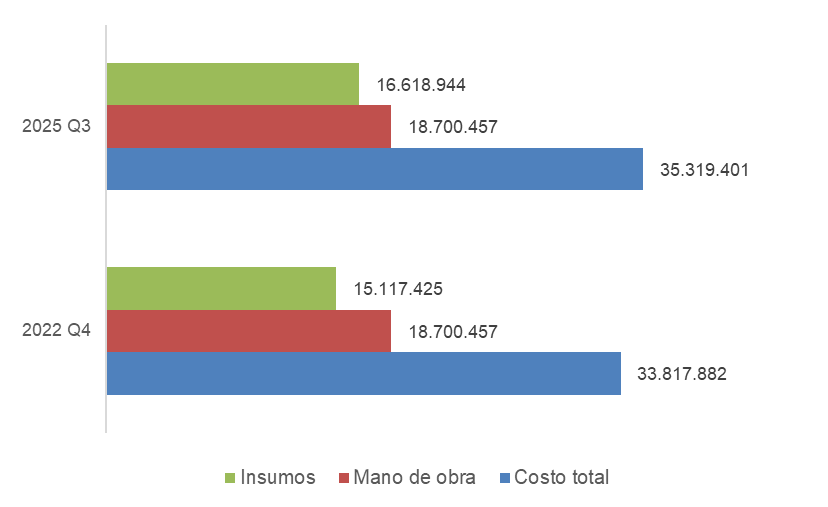 16.618.944
2025 Q3
18.700.457
35.319.401
15.117.425
2022 Q4
18.700.457
33.817.882
Insumos Mano de obra Costo total